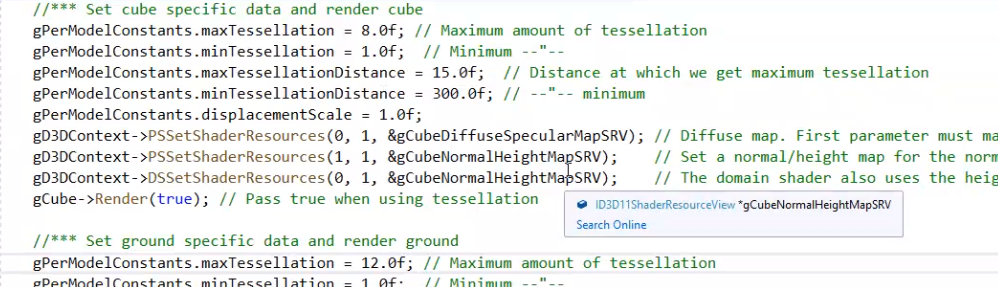 //*** Set cube specific data and render cube
gPerModelConstants.maxTessellation = 8.0f; // Maximum amount of tessellation
gPerModelConstants.minTessellation = 1.0f;  // Minimum --"--
gPerModelConstants.maxTessellationDistance = 15.0f;  // Distance at which we get maximum tessellation
gPerModelConstants.minTessellationDistance = 300.0f; // --"-- minimum
gPerModelConstants.displacementScale = 1.0f;
gD3DContext->PSSetShaderResources(0, 1, &gCubeDiffuseSpecularMapSRV); // Diffuse map. First parameter must ma
gD3DContext->PSSetShaderResources(1, 1, &gCubeNormalHeightMapSRV);    // Set a normal/height map for the norm
gD3DContext->DSSetShaderResources(0, 1, &gCubeNormalHeightMapSRV);    // The domain shader also uses the heig
gCube->Render(true); // Pass true when using tessellation
ID3D11ShaderResourceView *gCubeNormalHeightMapSRV
Search Online
//*** Set ground specific data and render ground
gPerModelConstants.maxTessellation = 12.0f; // Maximum amount of tessellation
gPerModelConstants.minTessellation = 1.0f;  // Minimum --"--